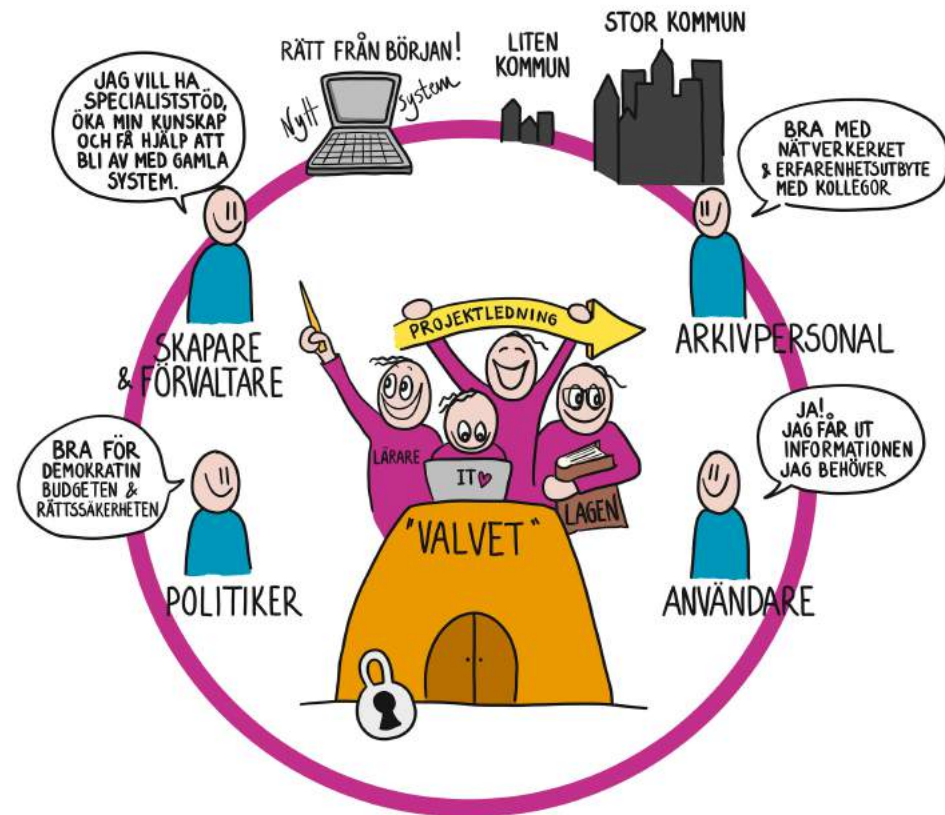 RÄTT FRÅN BÖRJAN!
Nytt system
LITEN
KOMMUN
STOR KOMMUN
JAG VILL HA
SPECIALISTSTÖD,
ÖKA MIN KUNSKAP
OCH FÅ HJÄLP ATT
BLI AV MED GAMLA
SYSTEM.
BRA MED
NÄTVERKERKET
& ERFARENHETSUTBYTE
MED KOLLEGOR
SKAPARE
& FÖRVALTARE
PROJEKTLEDNING
ARKIVPERSONAL
BRA FÖR
DEMOKRATIN
BUDGETEN &
RÄTTSSÄKERHETEN
LÄRARE
IT
LAGEN
JA!
JAG FÅR UT
INFORMATIONEN
JAG BEHÖVER
"VALVET"
POLITIKER
ANVÄNDARE